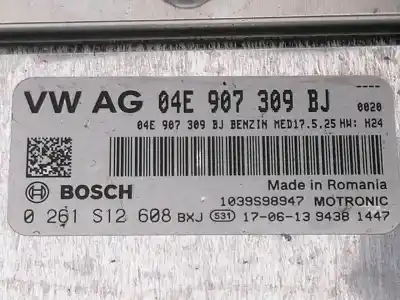 VW AG 04E 907 309 BJ 0020
04E 907 309 BJ BENZIN MED17.5.25 HW: H24
BOSCH
Made in Romania
1039S98947 MOTRONIC
0 261 S12 608 BXJ 531 17-06-13 9438 1447